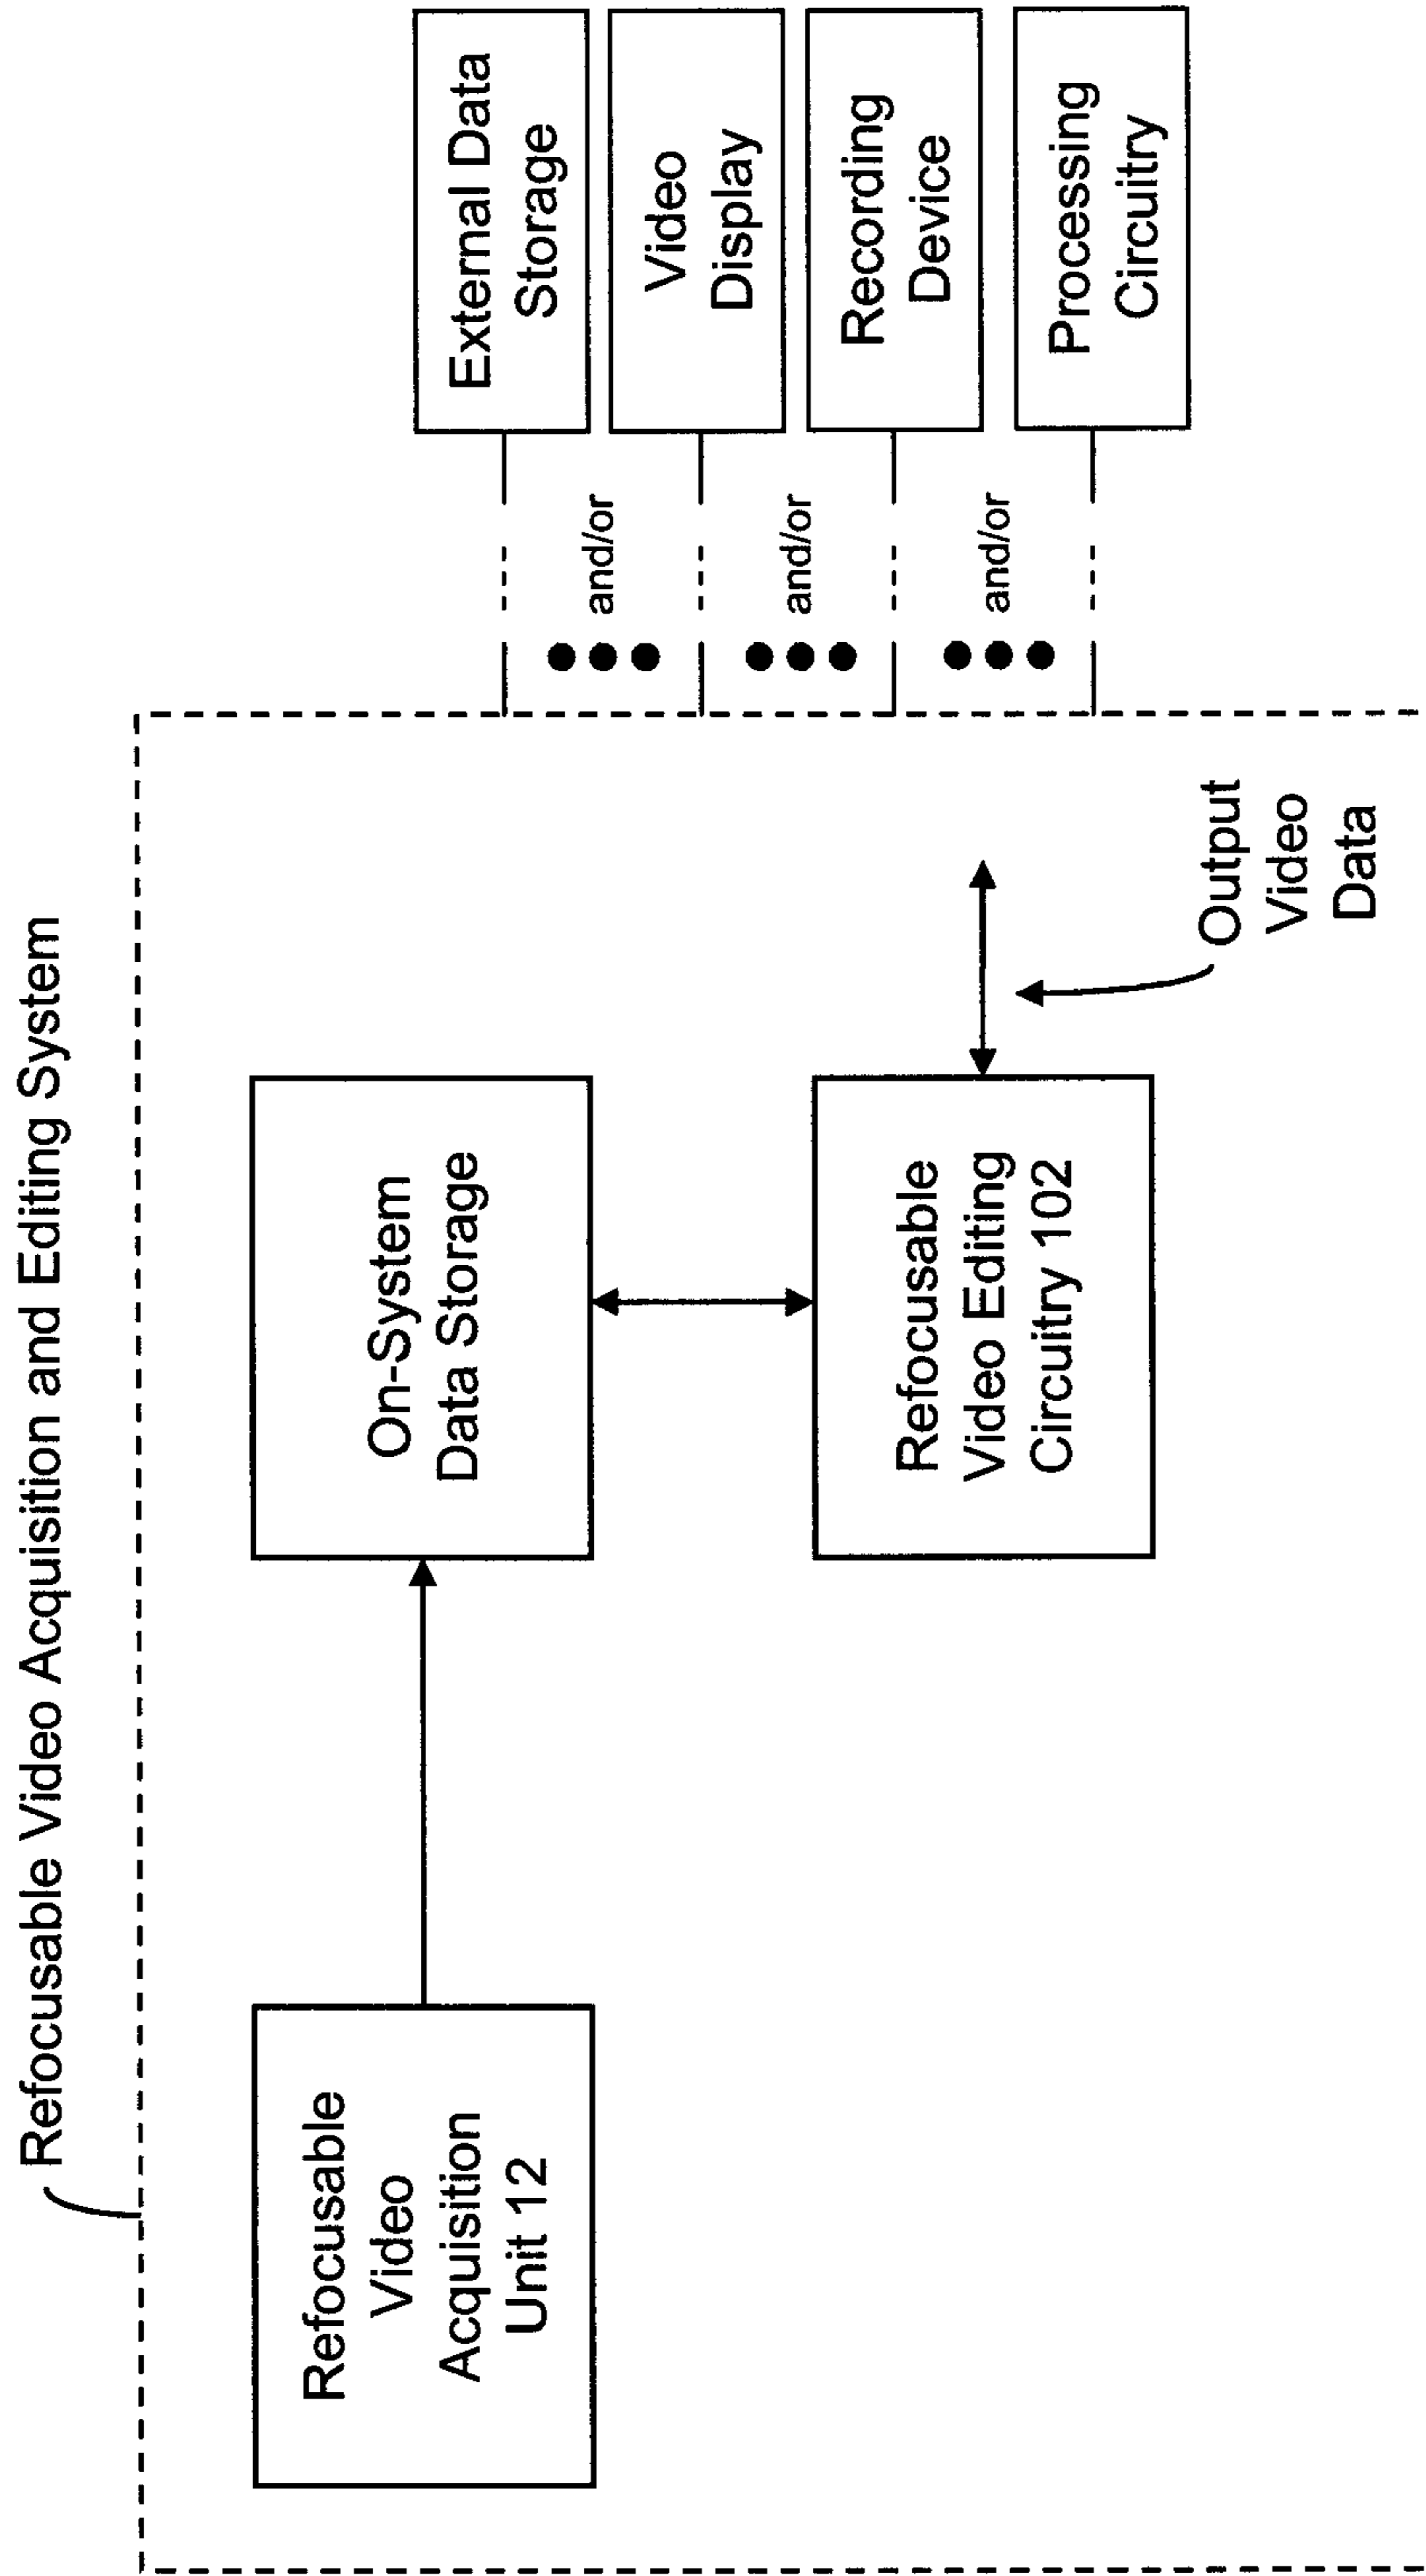 Refocusable Video Acquisition and Editing System
Refocusable
Video
Acquisition
Unit 12
On-System
Data Storage
Refocusable
Video Editing
Circuitry 102
Output
Video
Data
and/or
and/or
and/or
External Data
Storage
Video
Display
Recording
Device
Processing
Circuitry